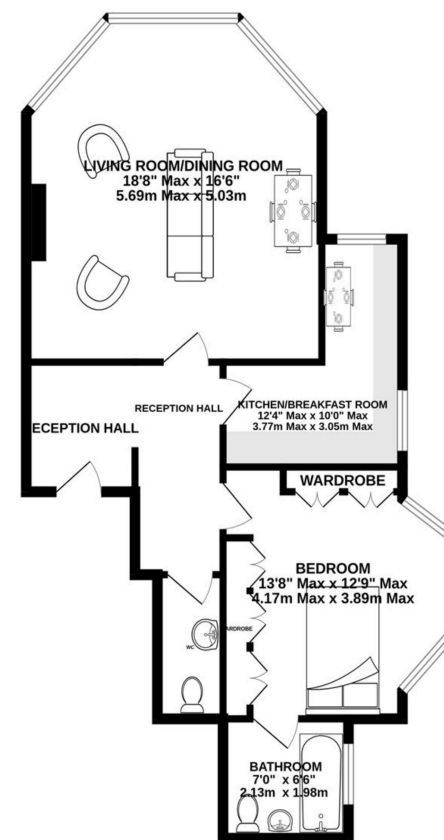 LIVING ROOM/DINING ROOM
18'8" Max x 16'6"
5.69m Max x 5.03m
RECEPTION HALL
KITCHEN/BREAKFAST ROOM
12'4" Max x 10'0" Max
3.77m Max x 3.05m Max
ECEPTION HALL
WARDROBE
BEDROOM
13'8" Max x 12'9" Max
4.17m Max x 3.89m Max
ARDROBE
WC
BATHROOM
7'0" x 6'6"
2.13m x 1.98m